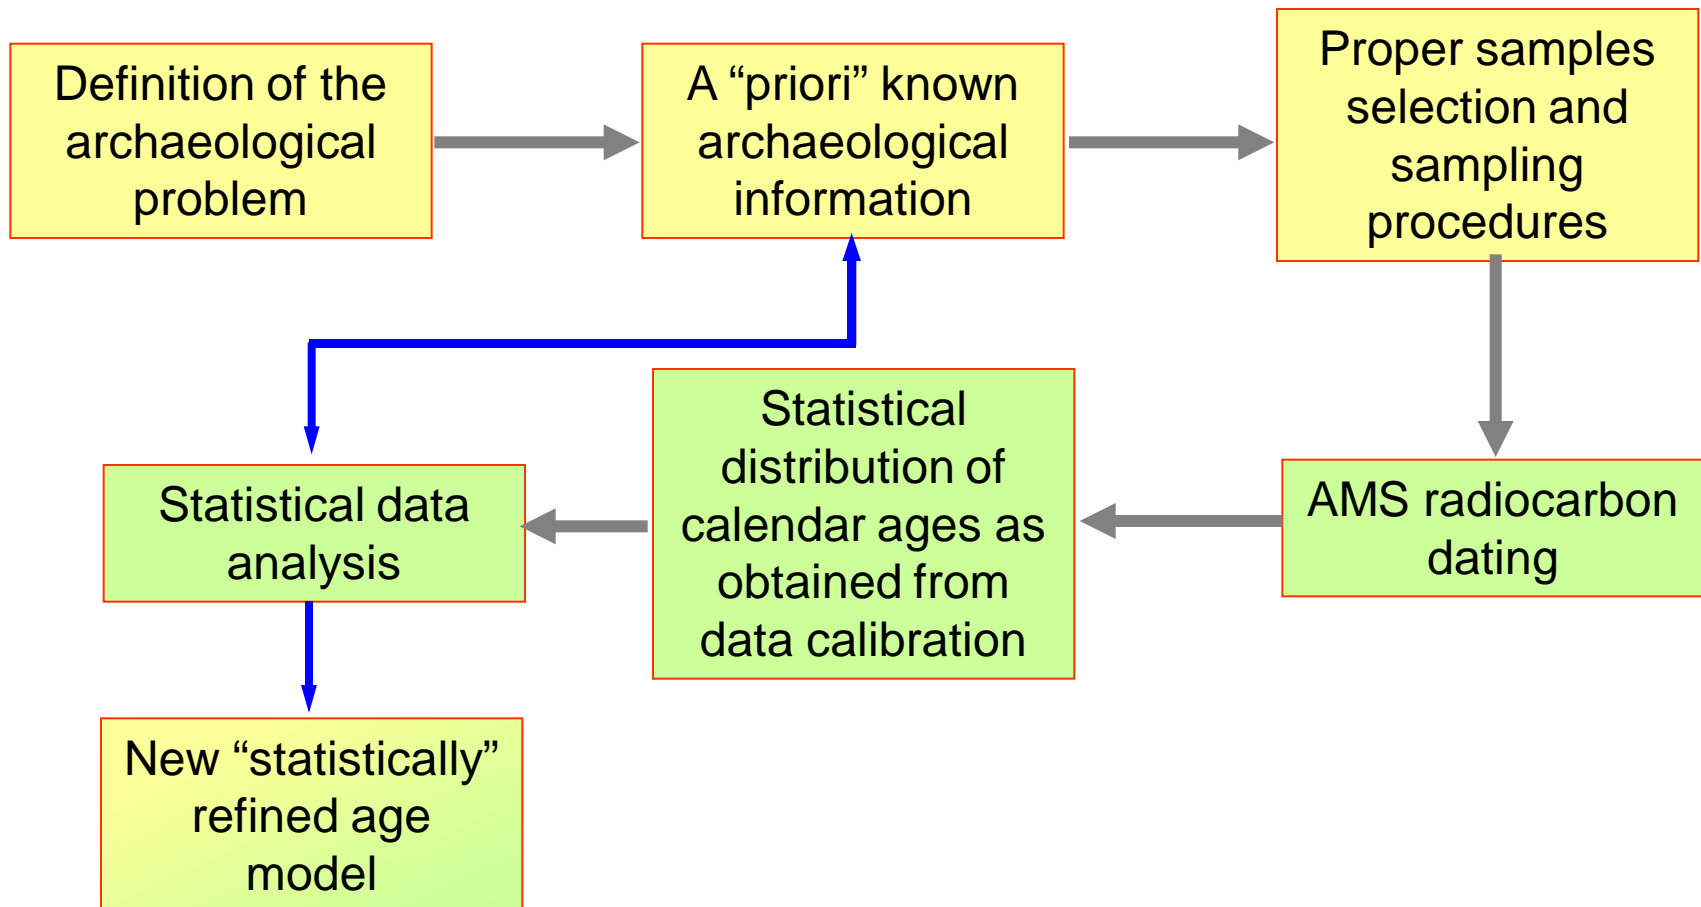 Definition of the
archaeological
problem
A “priori” known
archaeological
information
Proper samples
selection and
sampling
procedures
AMS radiocarbon
dating
Statistical
distribution of
calendar ages as
obtained from
data calibration
Statistical data
analysis
New “statistically”
refined age
model